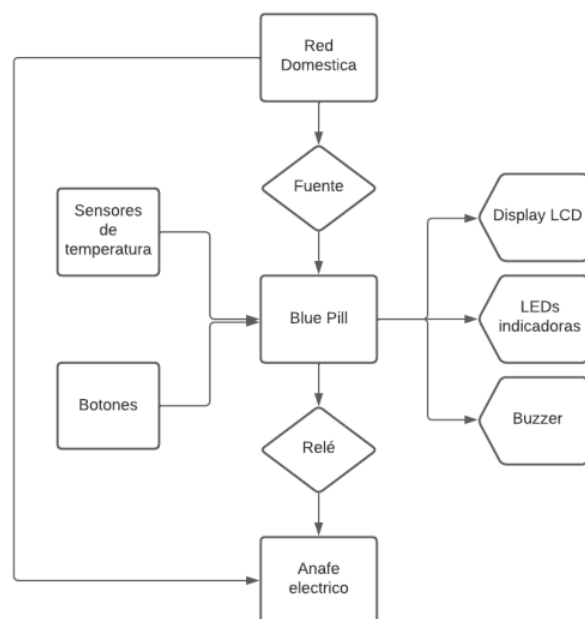 Red
Domestica
Fuente
Sensores
de
temperatura
Display LCD
Blue Pill
LEDs
indicadoras
Botones
Relé
Buzzer
Anafe
electrico